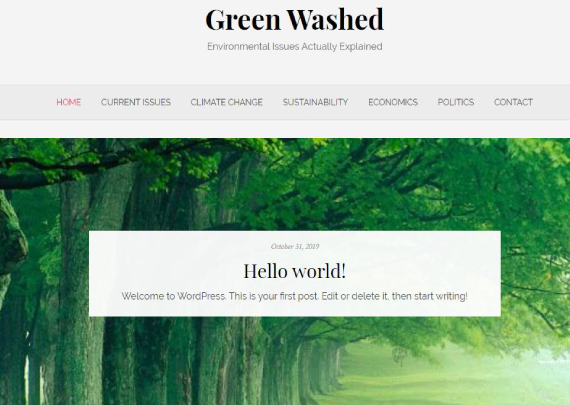 Green Washed
Environmental Issues Actually Explained
HOME CURRENT ISSUES CLIMATE CHANGE SUSTAINABILITY ECONOMICS POLITICS CONTACT
October 31, 2019
Hello world!
Welcome to WordPress. This is your first post. Edit or delete it, then start writing!